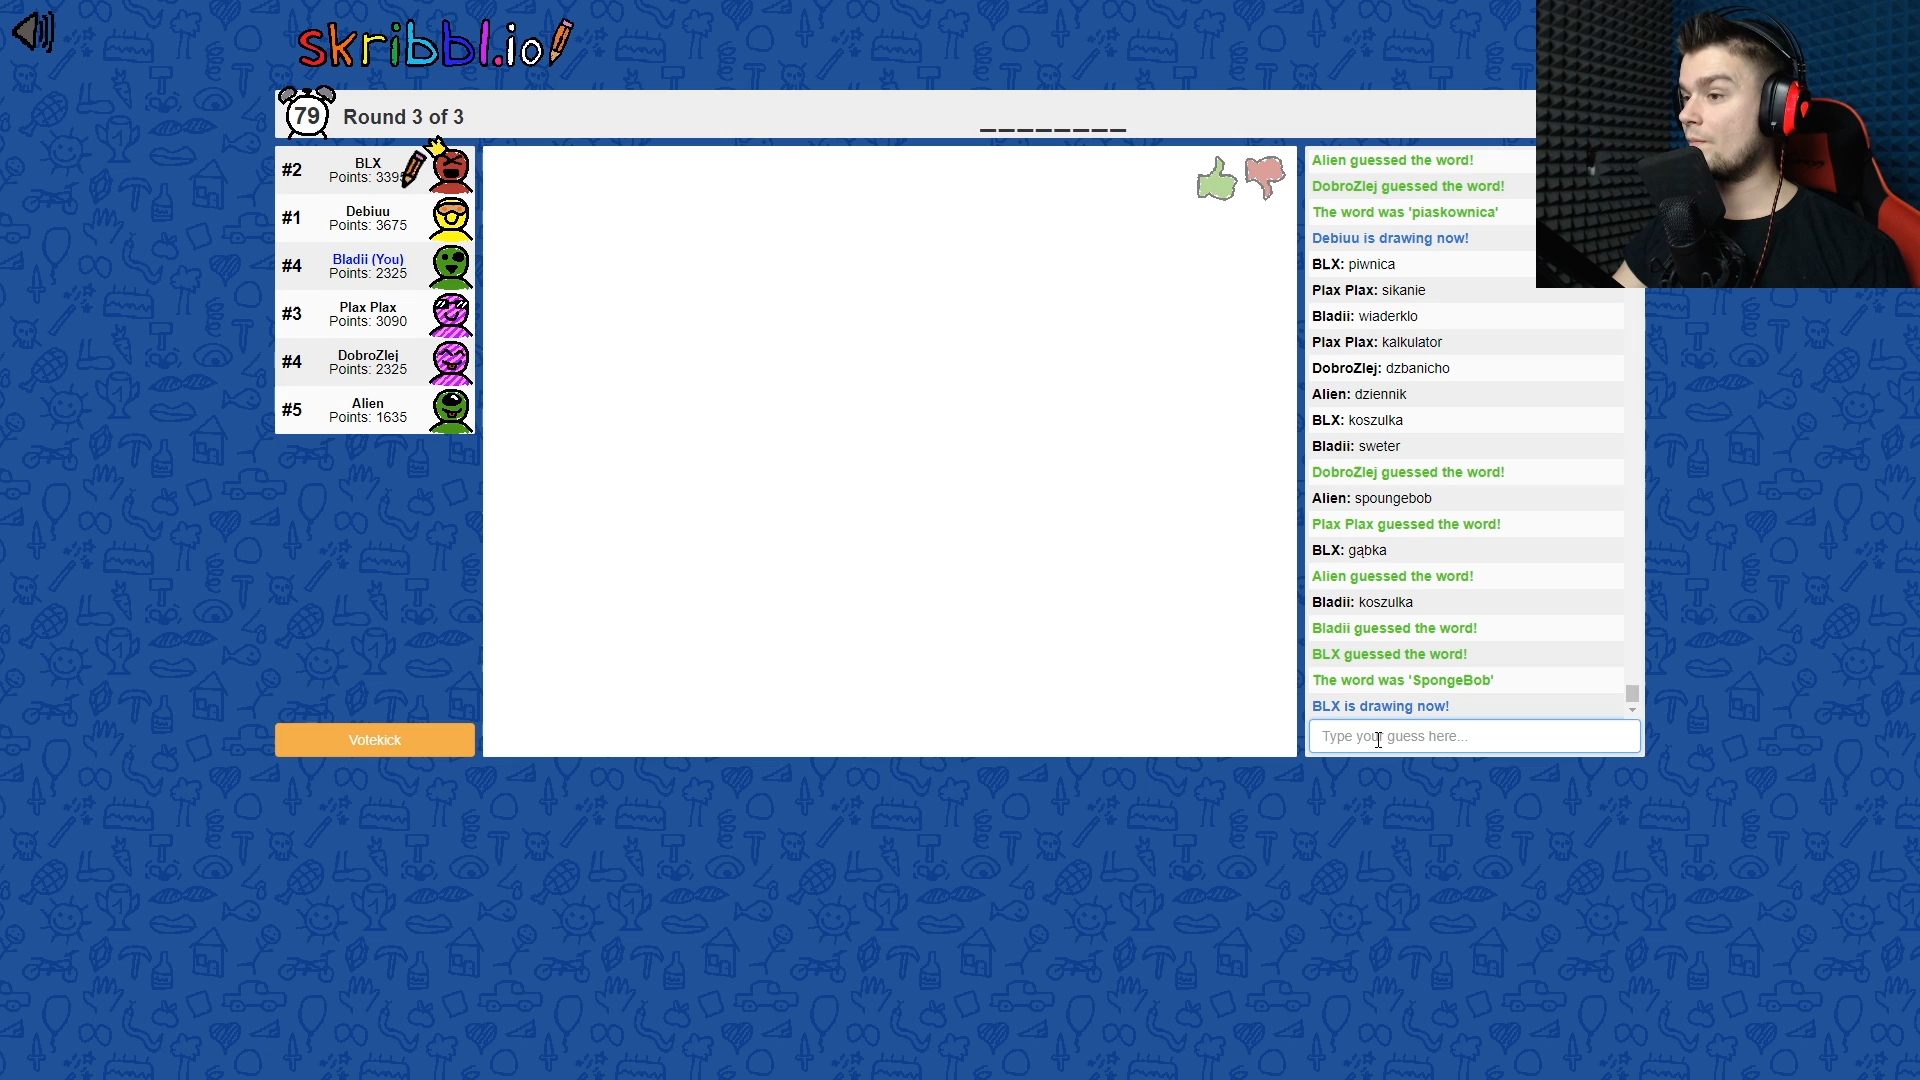 skribbl.io
79
Round 3 of 3
________
#2
BLX
Points: 3395
#1
Debiuu
Points: 3675
#4
Bladii (You)
Points: 2325
#3
Plax Plax
Points: 3090
#4
DobroZlej
Points: 2325
#5
Alien
Points: 1635
Votekick
Alien guessed the word!
DobroZlej guessed the word!
The word was 'piaskownica'
Debiuu is drawing now!
BLX: piwnica
Plax Plax: sikanie
Bladii: wiaderklo
Plax Plax: kalkulator
DobroZlej: dzbanicho
Alien: dziennik
BLX: koszulka
Bladii: sweter
DobroZlej guessed the word!
Alien: spoungebob
Plax Plax guessed the word!
BLX: gąbka
Alien guessed the word!
Bladii: koszulka
Bladii guessed the word!
BLX guessed the word!
The word was 'SpongeBob'
BLX is drawing now!
Type your guess here...